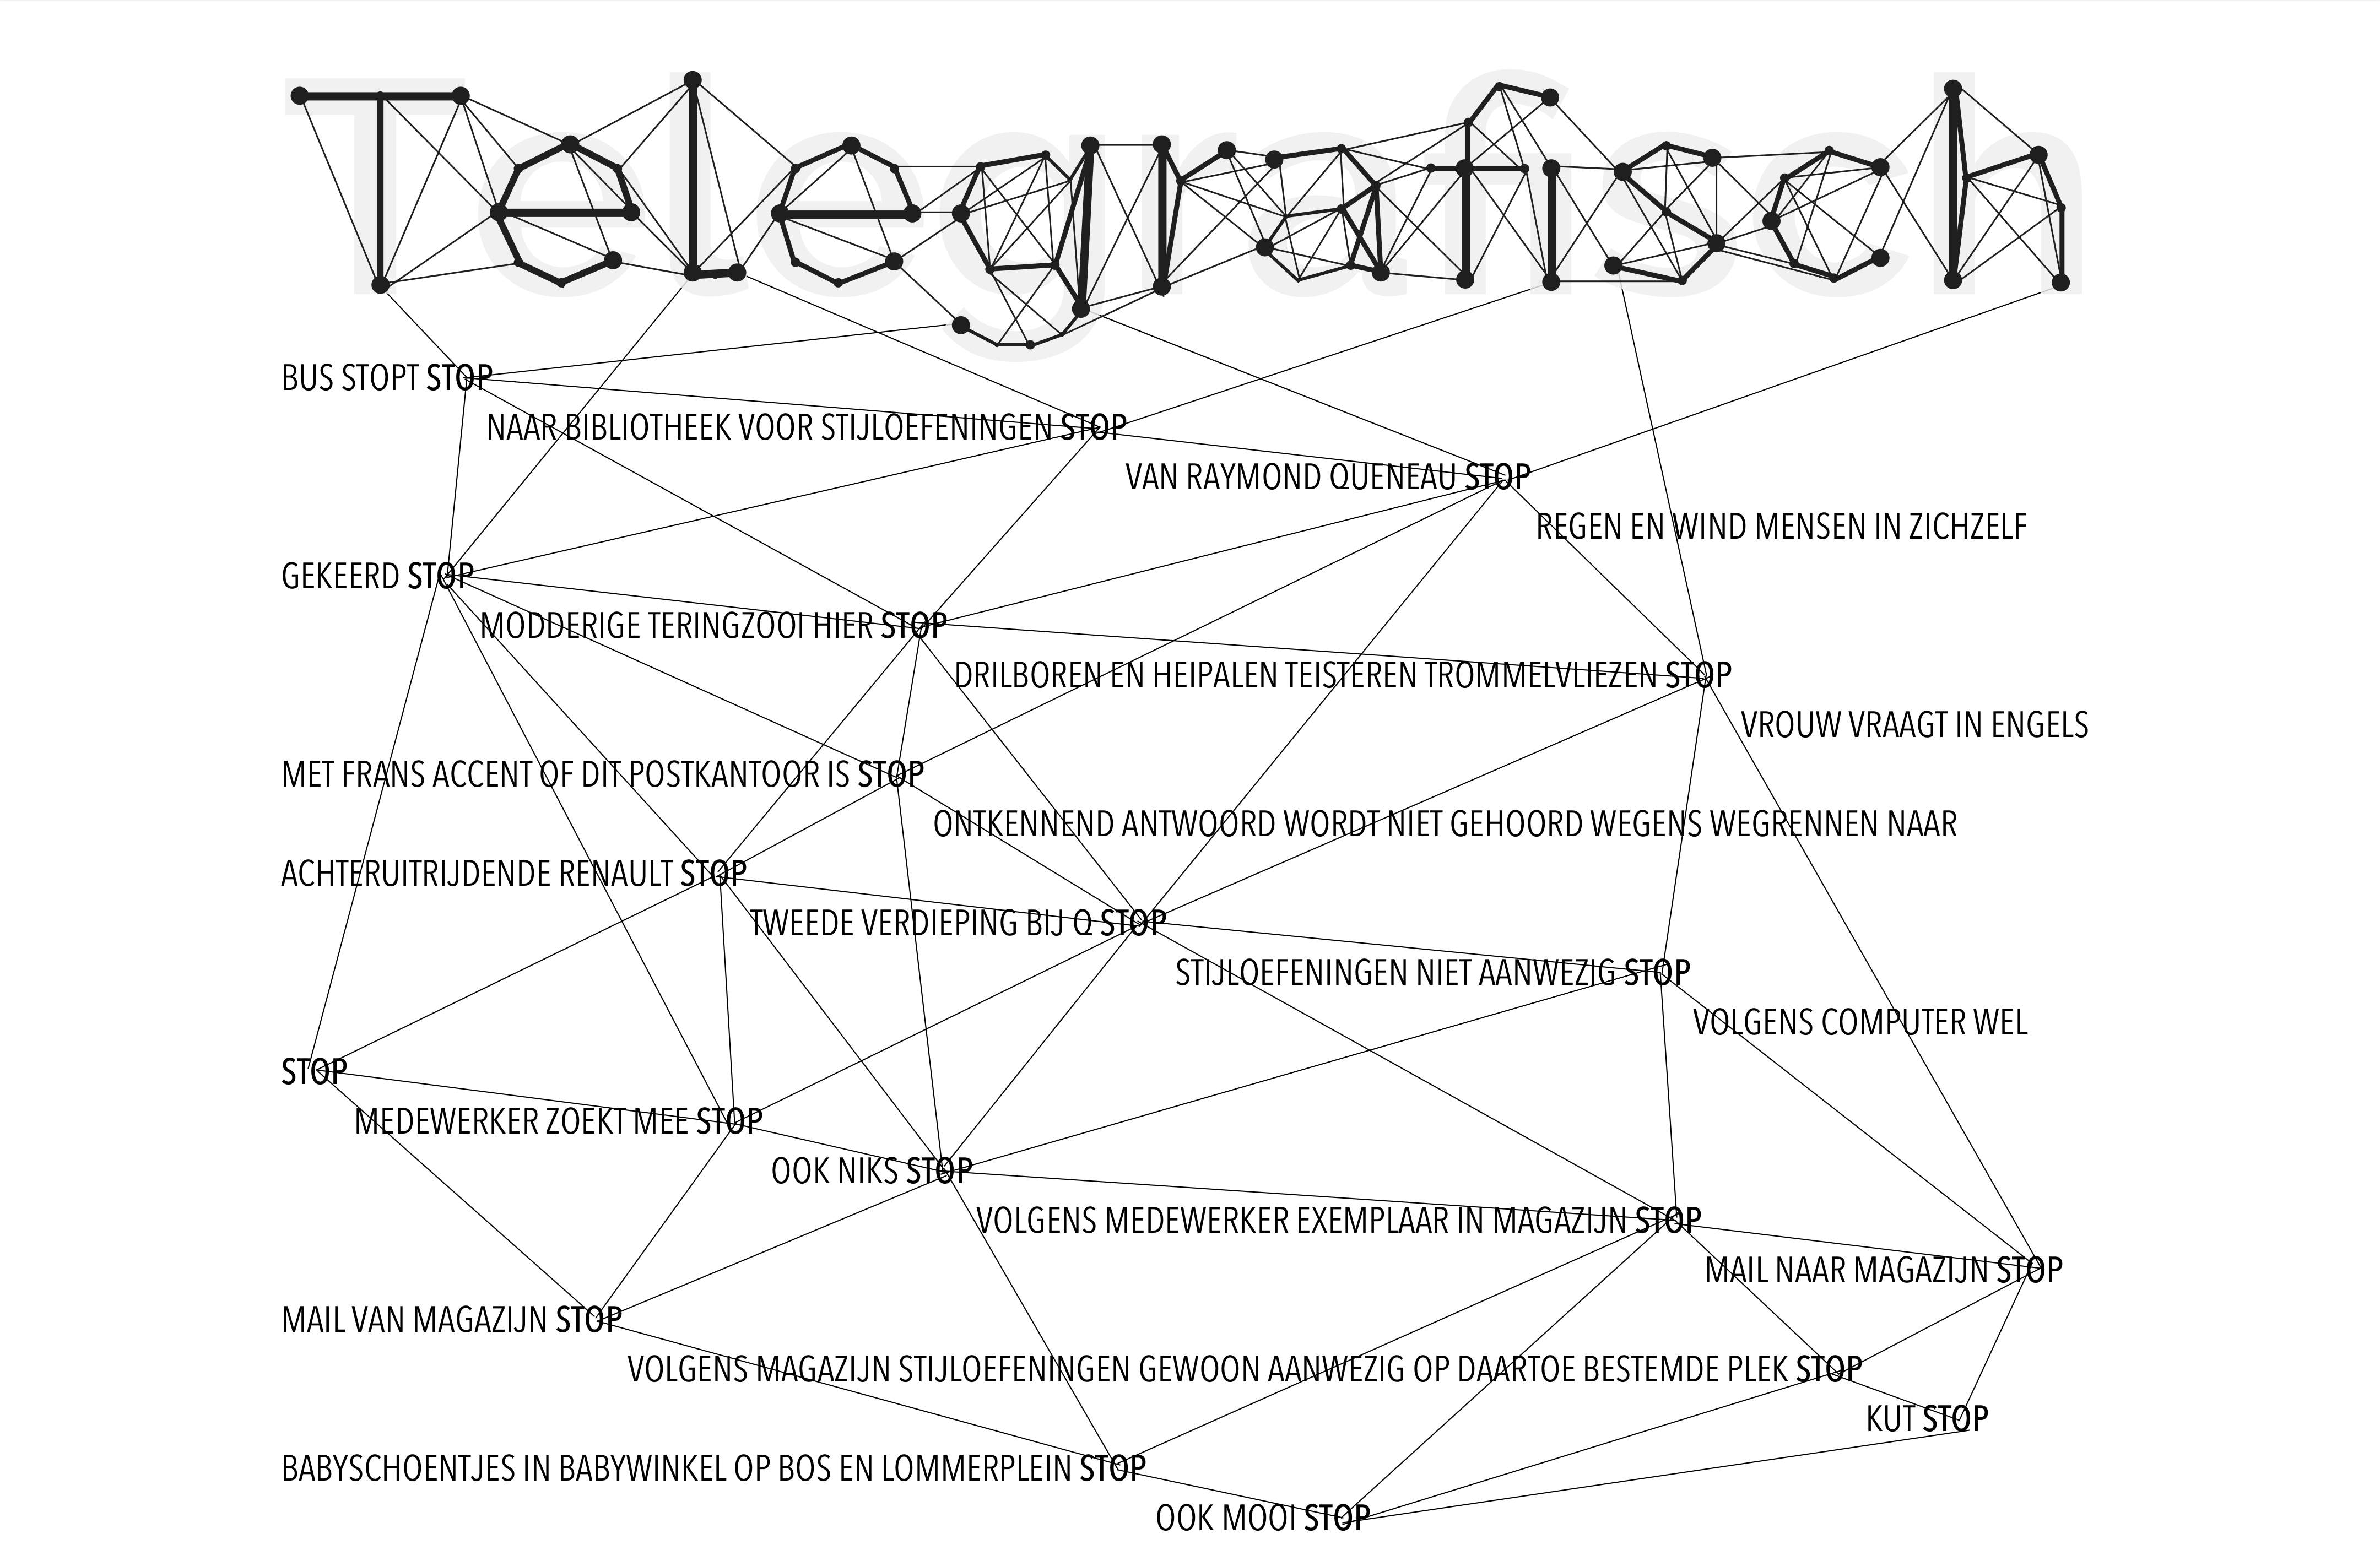 Telegrafisch
BUS STOPT STOP
NAAR BIBLIOTHEEK VOOR STIJLOEFENINGEN STOP
VAN RAYMOND QUENEAU STOP
REGEN EN WIND MENSEN IN ZICHZELF
GEKEERD STOP
MODDERIGE TERINGZOOI HIER STOP
DRILBOREN EN HEIPALEN TEISTEREN TROMMELVLIEZEN STOP
VROUW VRAAGT IN ENGELS
MET FRANS ACCENT OF DIT POSTKANTOOR IS STOP
ONTKENNEND ANTWOORD WORDT NIET GEHOORD WEGENS WEGRENNEN NAAR
ACHTERUITRIJDENDE RENAULT STOP
TWEEDE VERDIEPING BIJ Q STOP
STIJLOEFENINGEN NIET AANWEZIG STOP
VOLGENS COMPUTER WEL
STOP
MEDEWERKER ZOEKT MEE STOP
OOK NIKS STOP
VOLGENS MEDEWERKER EXEMPLAAR IN MAGAZIJN STOP
MAIL NAAR MAGAZIJN STOP
MAIL VAN MAGAZIJN STOP
VOLGENS MAGAZIJN STIJLOEFENINGEN GEWOON AANWEZIG OP DAARTOE BESTEMDE PLEK STOP
KUT STOP
BABYSCHOENTJES IN BABYWINKEL OP BOS EN LOMMERPLEIN STOP
OOK MOOI STOP